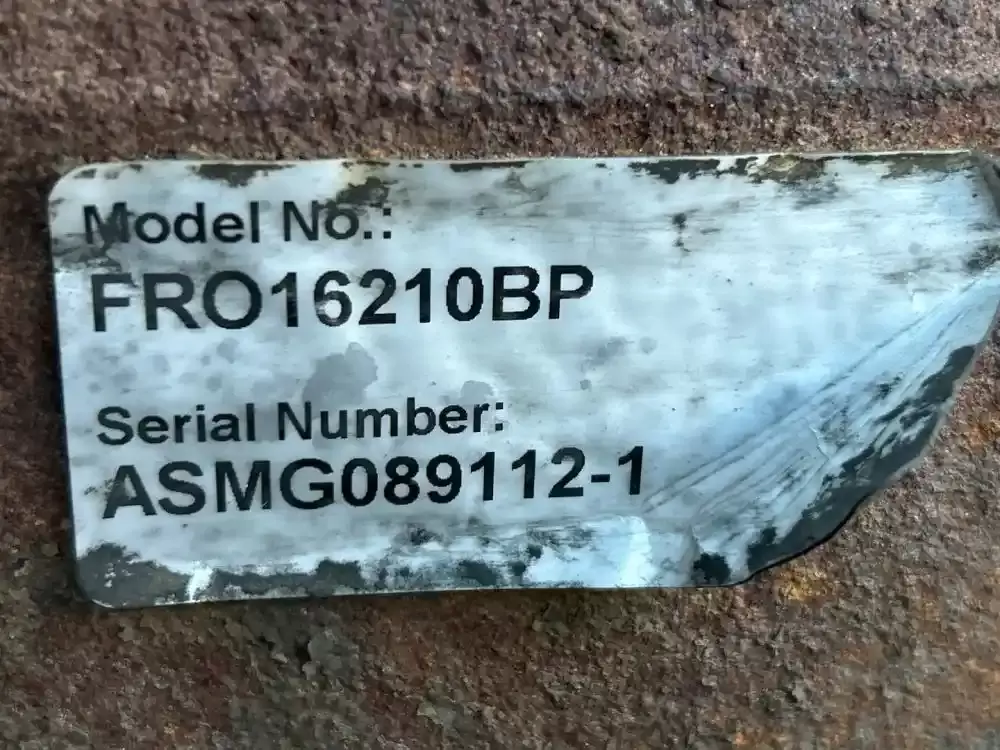 Model No.:
FRO16210BP
Serial Number:
ASMG089112-1